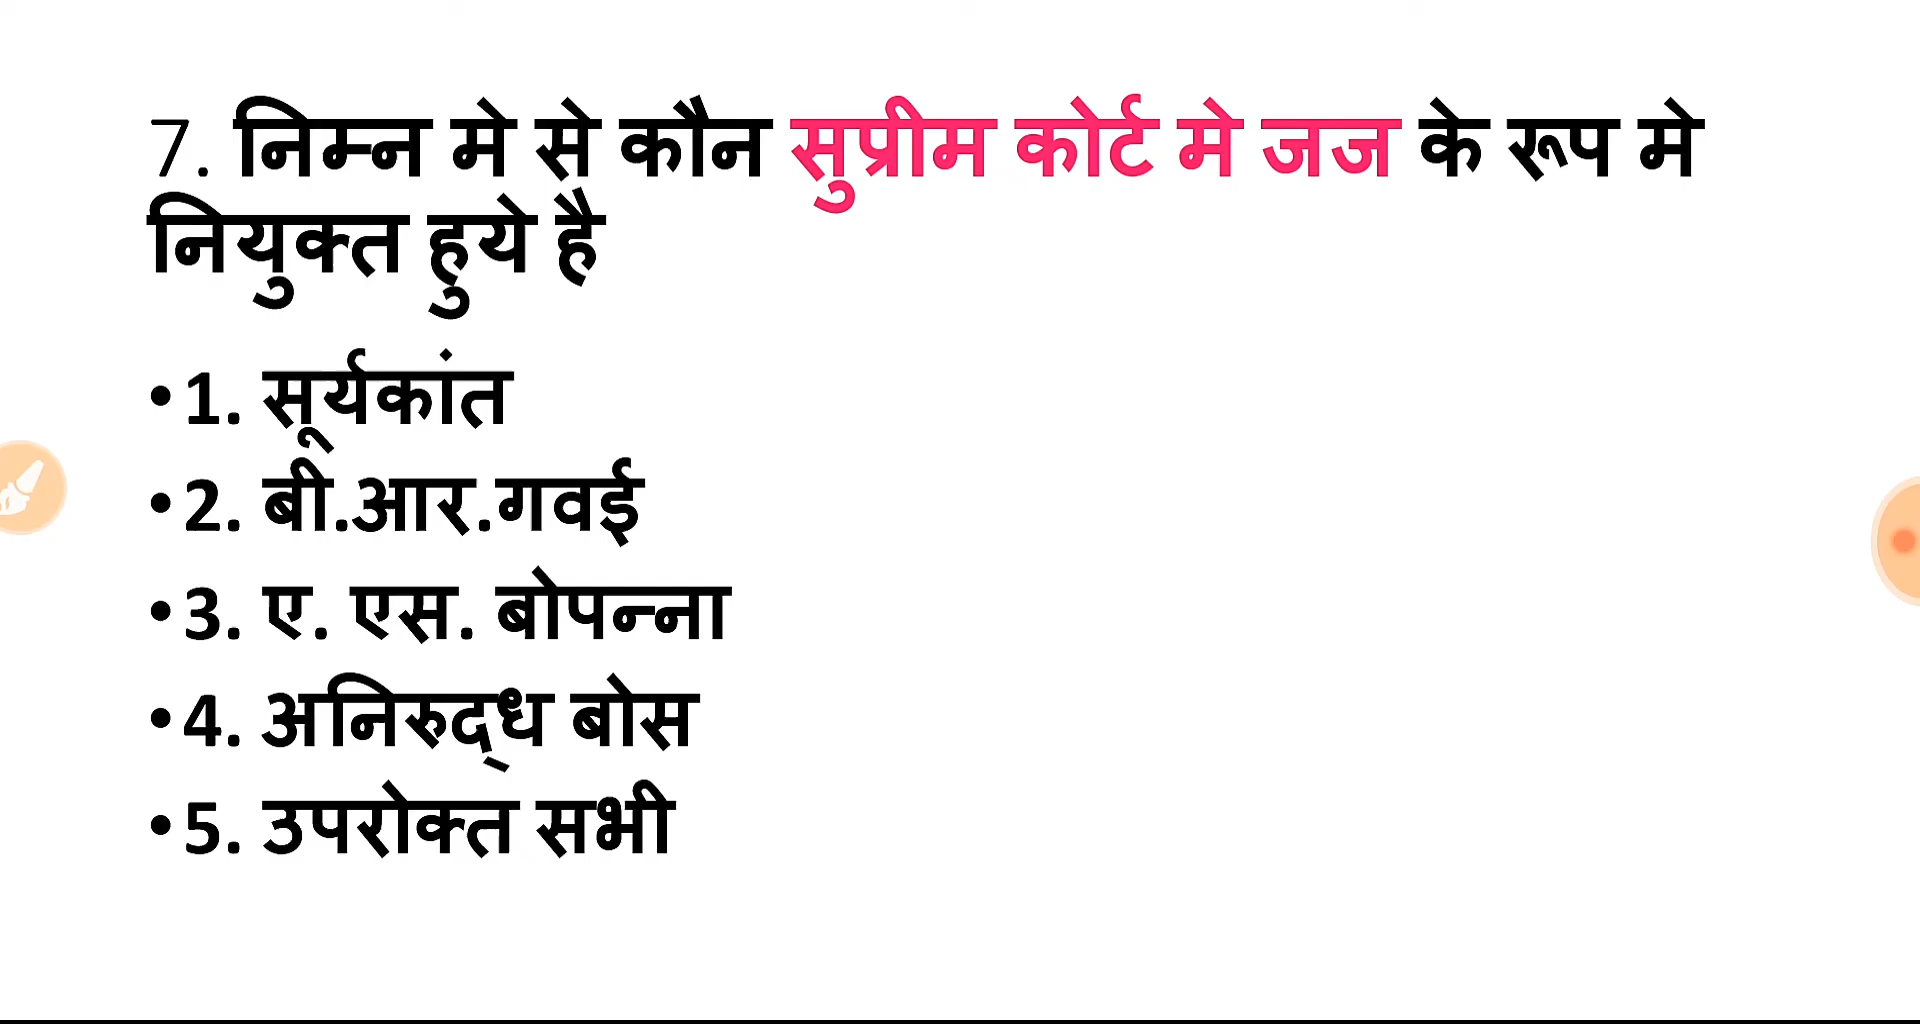 7. निम्न मे से कौन सुप्रीम कोर्ट मे जज के रूप मे
नियुक्त हुये है
•1. सूर्यकांत
•2. बी.आर.गवई
•3. ए. एस. बोपन्ना
•4. अनिरुद्ध बोस
•5. उपरोक्त सभी